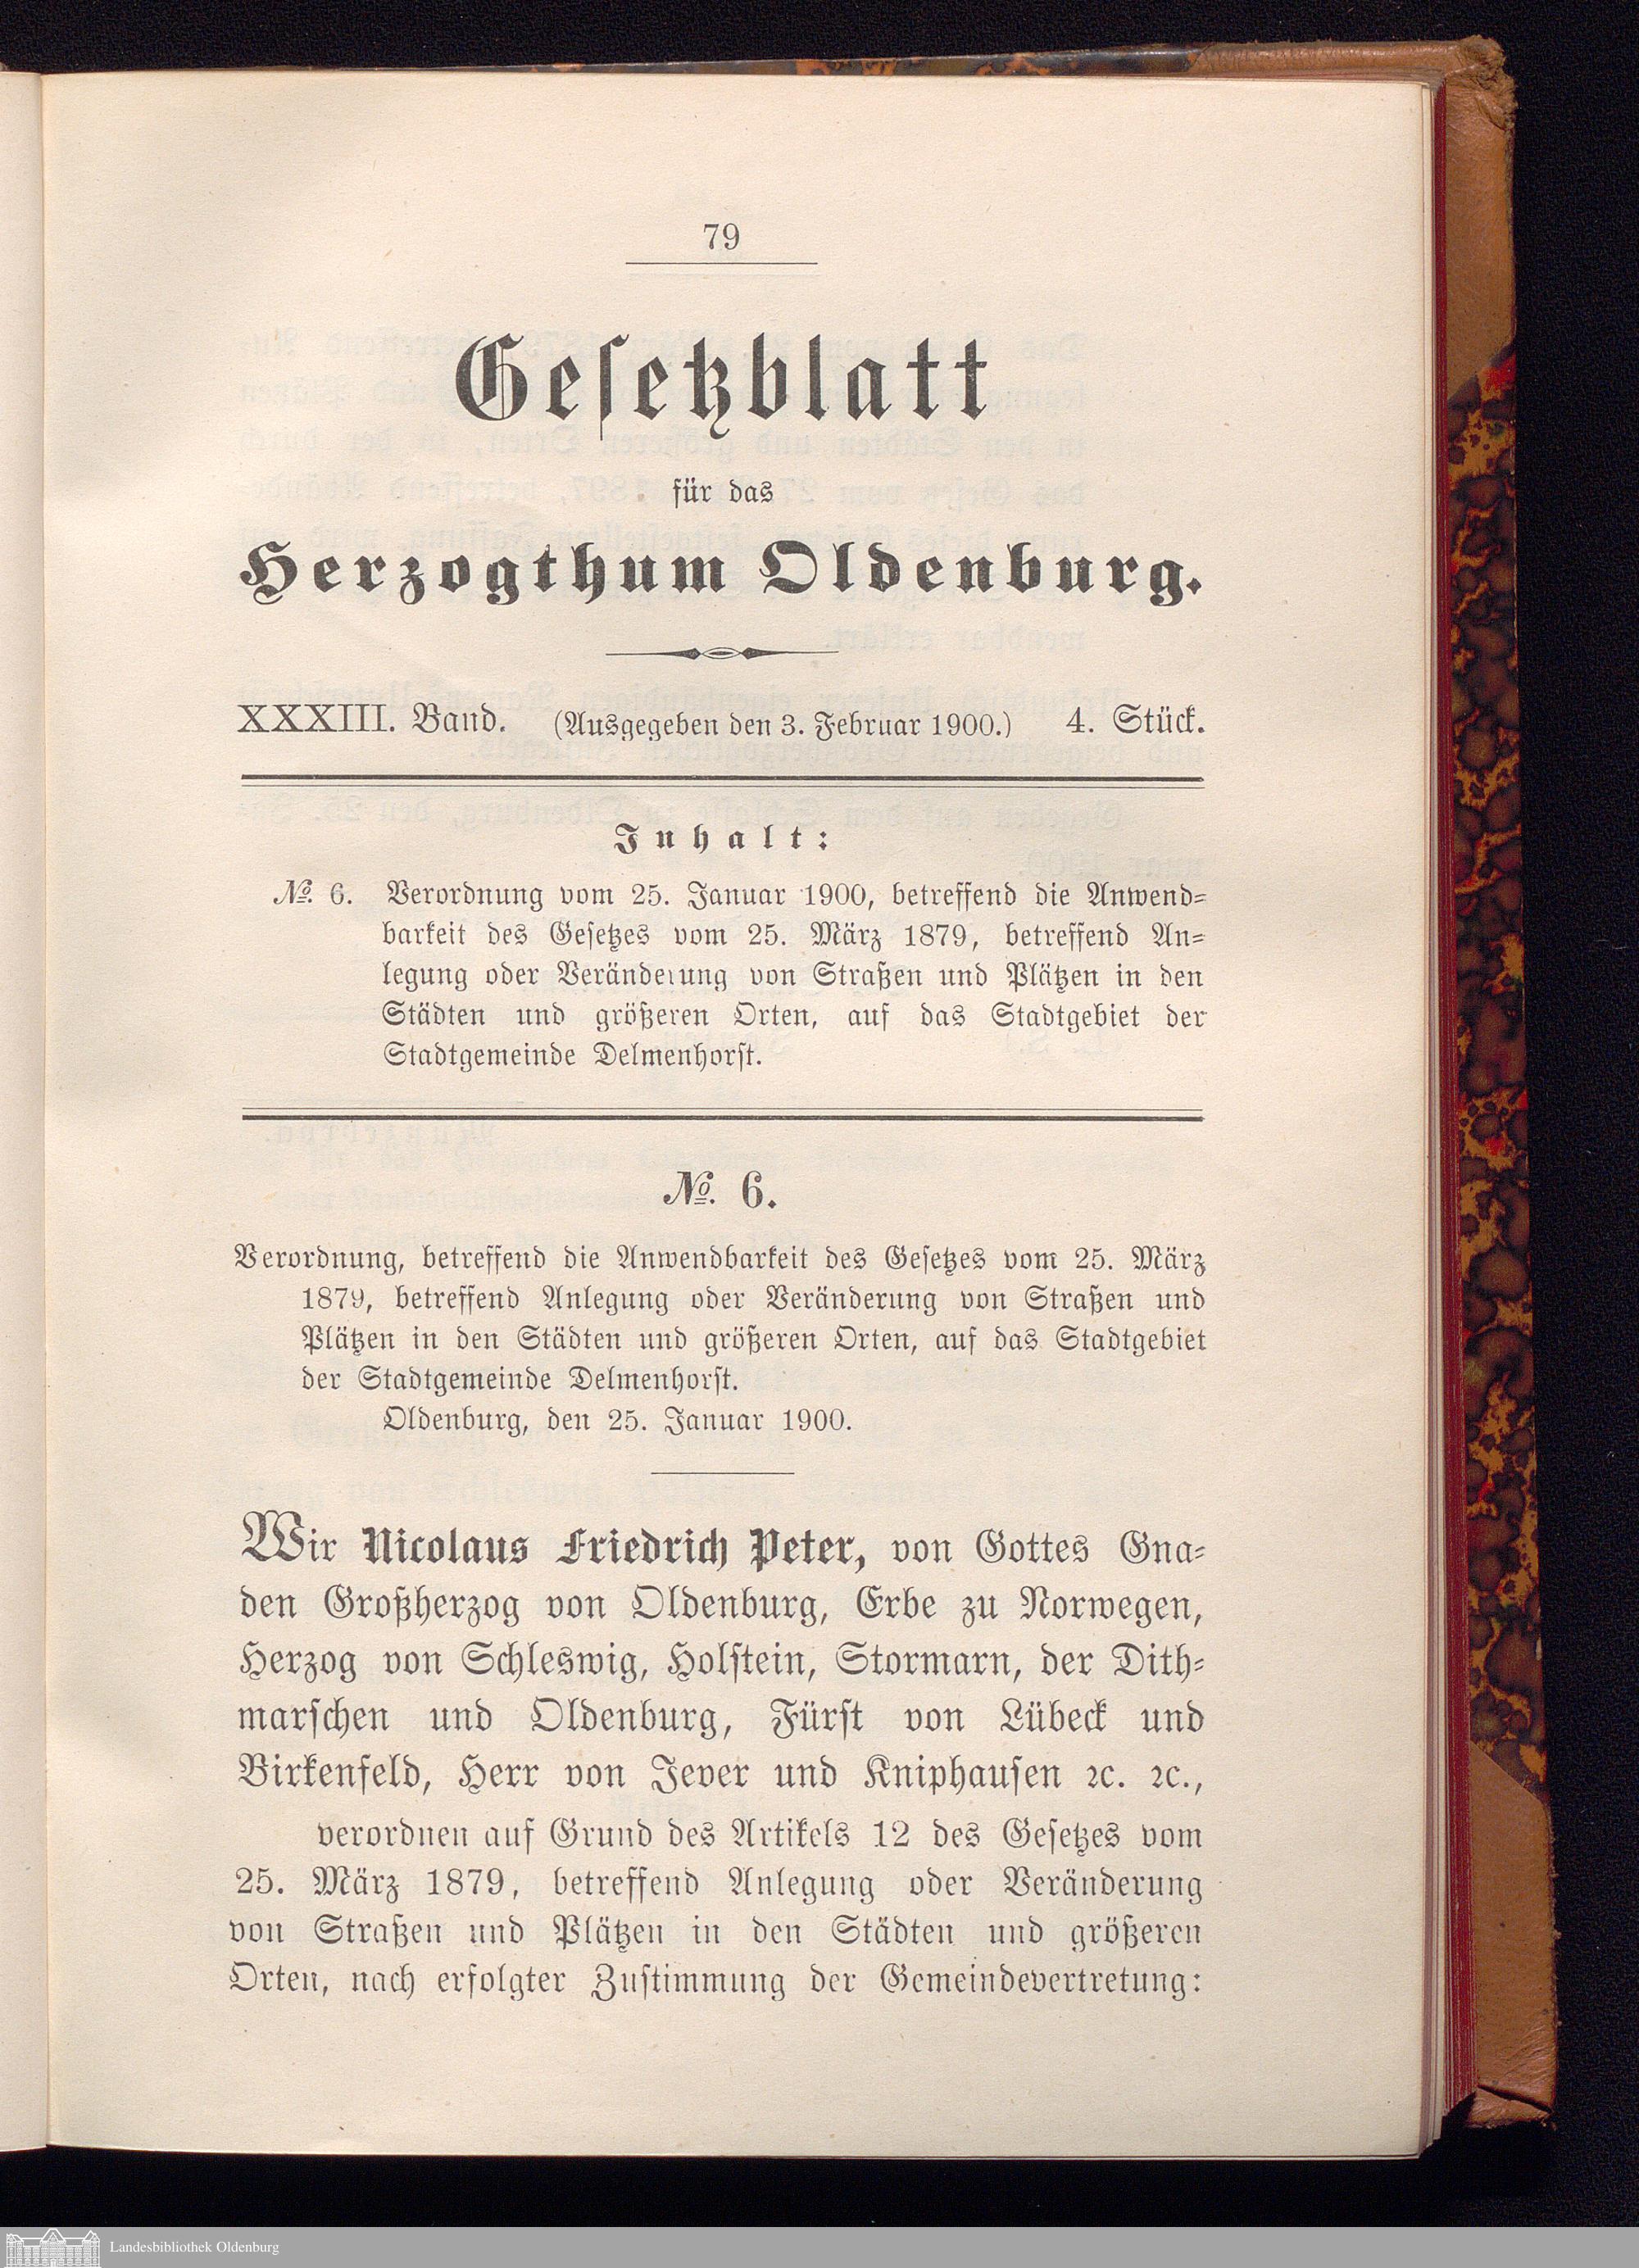 79
Gesetzblatt
für das
Herzogthum Oldenburg.
XXXIII. Band. (Ausgegeben den 3. Februar 1900.) 4. Stück.
Inhalt:
№. 6. Verordnung vom 25. Januar 1900, betreffend die Anwend-
barkeit des Gesetzes vom 25. März 1879, betreffend An-
legung oder Veränderung von Straßen und Plätzen in den
Städten und größeren Orten, auf das Stadtgebiet der
Stadtgemeinde Delmenhorst.
№. 6.
Verordnung, betreffend die Anwendbarkeit des Gesetzes vom 25. März
1879, betreffend Anlegung oder Veränderung von Straßen und
Plätzen in den Städten und größeren Orten, auf das Stadtgebiet
der Stadtgemeinde Delmenhorst.
Oldenburg, den 25. Januar 1900.
Wir Nicolaus Friedrich Peter, von Gottes Gna-
den Großherzog von Oldenburg, Erbe zu Norwegen,
Herzog von Schleswig, Holstein, Stormarn, der Dith-
marschen und Oldenburg, Fürst von Lübeck und
Birkenfeld, Herr von Jever und Kniphausen ꝛc. ꝛc.,
verordnen auf Grund des Artikels 12 des Gesetzes vom
25. März 1879, betreffend Anlegung oder Veränderung
von Straßen und Plätzen in den Städten und größeren
Orten, nach erfolgter Zustimmung der Gemeindevertretung:
Landesbibliothek Oldenburg